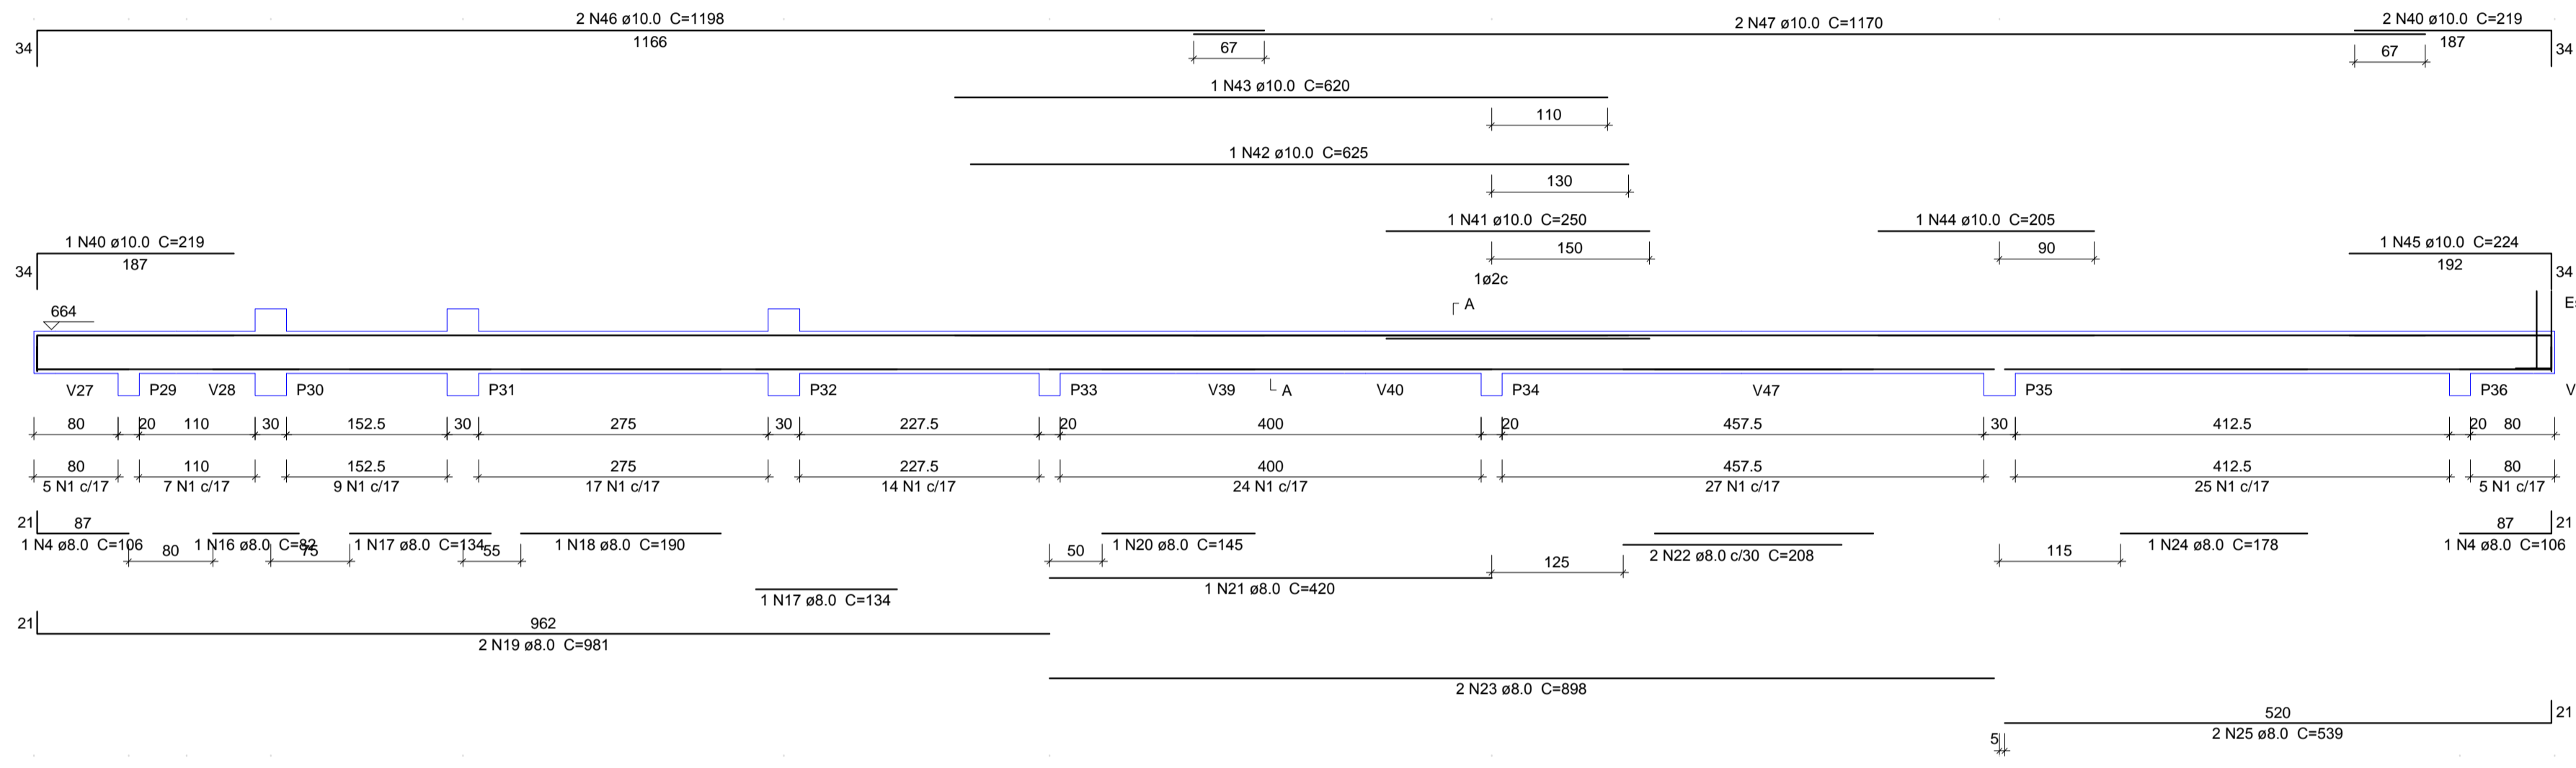 2 N46 ø10.0 C=1198
2 N47 ø10.0 C=1170
2 N40 ø10.0 C=219
34
1166
67
67
187
34
1 N43 ø10.0 C=620
110
1 N42 ø10.0 C=625
130
1 N41 ø10.0 C=250
1 N44 ø10.0 C=205
150
90
1 N40 ø10.0 C=219
1 N45 ø10.0 C=224
34
187
192
34
1ø2c
664
A
E=
V27
P29
V28
P30
P31
P32
P33
V39
A
V40
P34
V47
P35
P36
V
80
20
110
30
152.5
30
275
30
227.5
20
400
20
457.5
30
412.5
20
80
80
110
152.5
275
227.5
400
457.5
412.5
80
5 N1 c/17
7 N1 c/17
9 N1 c/17
17 N1 c/17
14 N1 c/17
24 N1 c/17
27 N1 c/17
25 N1 c/17
5 N1 c/17
21
87
87
21
1 N4 ø8.0 C=106
1 N16 ø8.0 C=82
1 N17 ø8.0 C=134
1 N18 ø8.0 C=190
1 N20 ø8.0 C=145
1 N24 ø8.0 C=178
1 N4 ø8.0 C=106
80
75
55
50
125
2 N22 ø8.0 c/30 C=208
115
1 N21 ø8.0 C=420
1 N17 ø8.0 C=134
21
962
2 N19 ø8.0 C=981
2 N23 ø8.0 C=898
520
21
2 N25 ø8.0 C=539
5